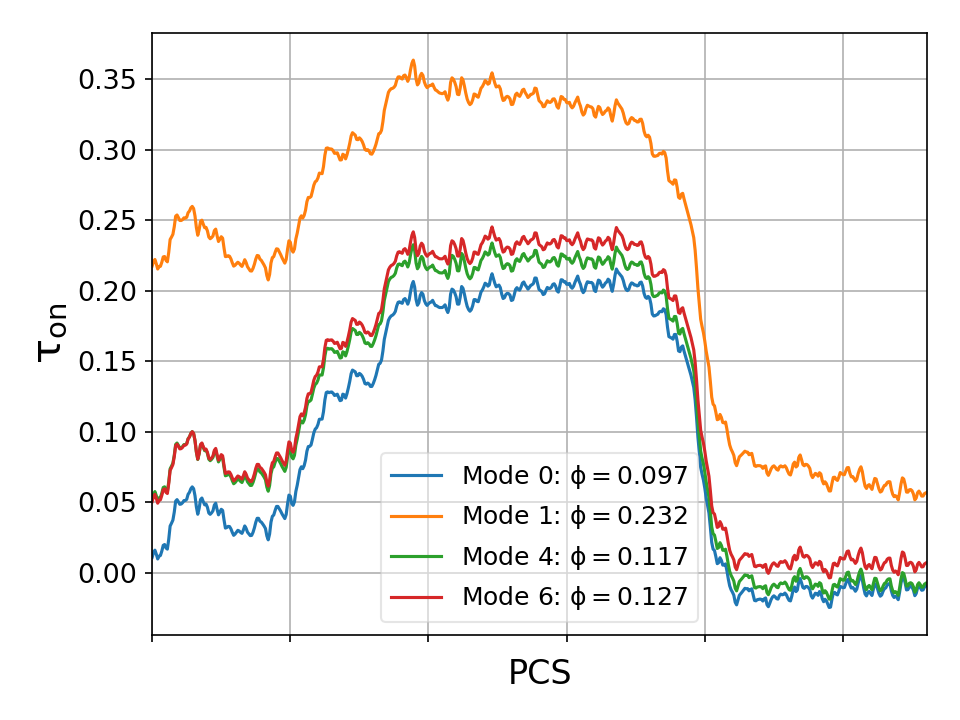 0.35
0.30
0.25
0.20
0.15
0.10
0.05
0.00
τon
Mode 0: ϕ = 0.097
Mode 1: ϕ = 0.232
Mode 4: ϕ = 0.117
Mode 6: ϕ = 0.127
PCS